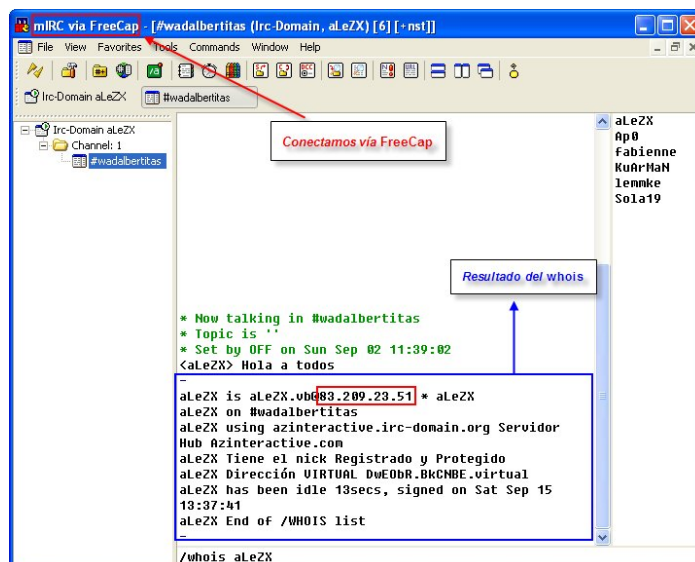 mIRC via FreeCap - [#wadalbertitas (Irc-Domain, aLeZX) [6] [+nst]]
File View Favorites Tools Commands Window Help
Irc-Domain aLeZX #wadalbertitas
Irc-Domain aLeZX
Channel: 1
#wadalbertitas
Conectamos vía FreeCap
Resultado del whois
* Now talking in #wadalbertitas
* Topic is ''
* Set by OFF on Sun Sep 02 11:39:02
<aLeZX> Hola a todos
-
aLeZX is aLeZX.vb@83.209.23.51 * aLeZX
aLeZX on #wadalbertitas
aLeZX using azinteractive.irc-domain.org Servidor
Hub Azinteractive.com
aLeZX Tiene el nick Registrado y Protegido
aLeZX Dirección VIRTUAL DwEObR.BkCNBE.virtual
aLeZX has been idle 13secs, signed on Sat Sep 15
13:37:41
aLeZX End of /WHOIS list
-
/whois aLeZX
aLeZX
Ap0
fabienne
KuArMaN
lemmke
Sola19